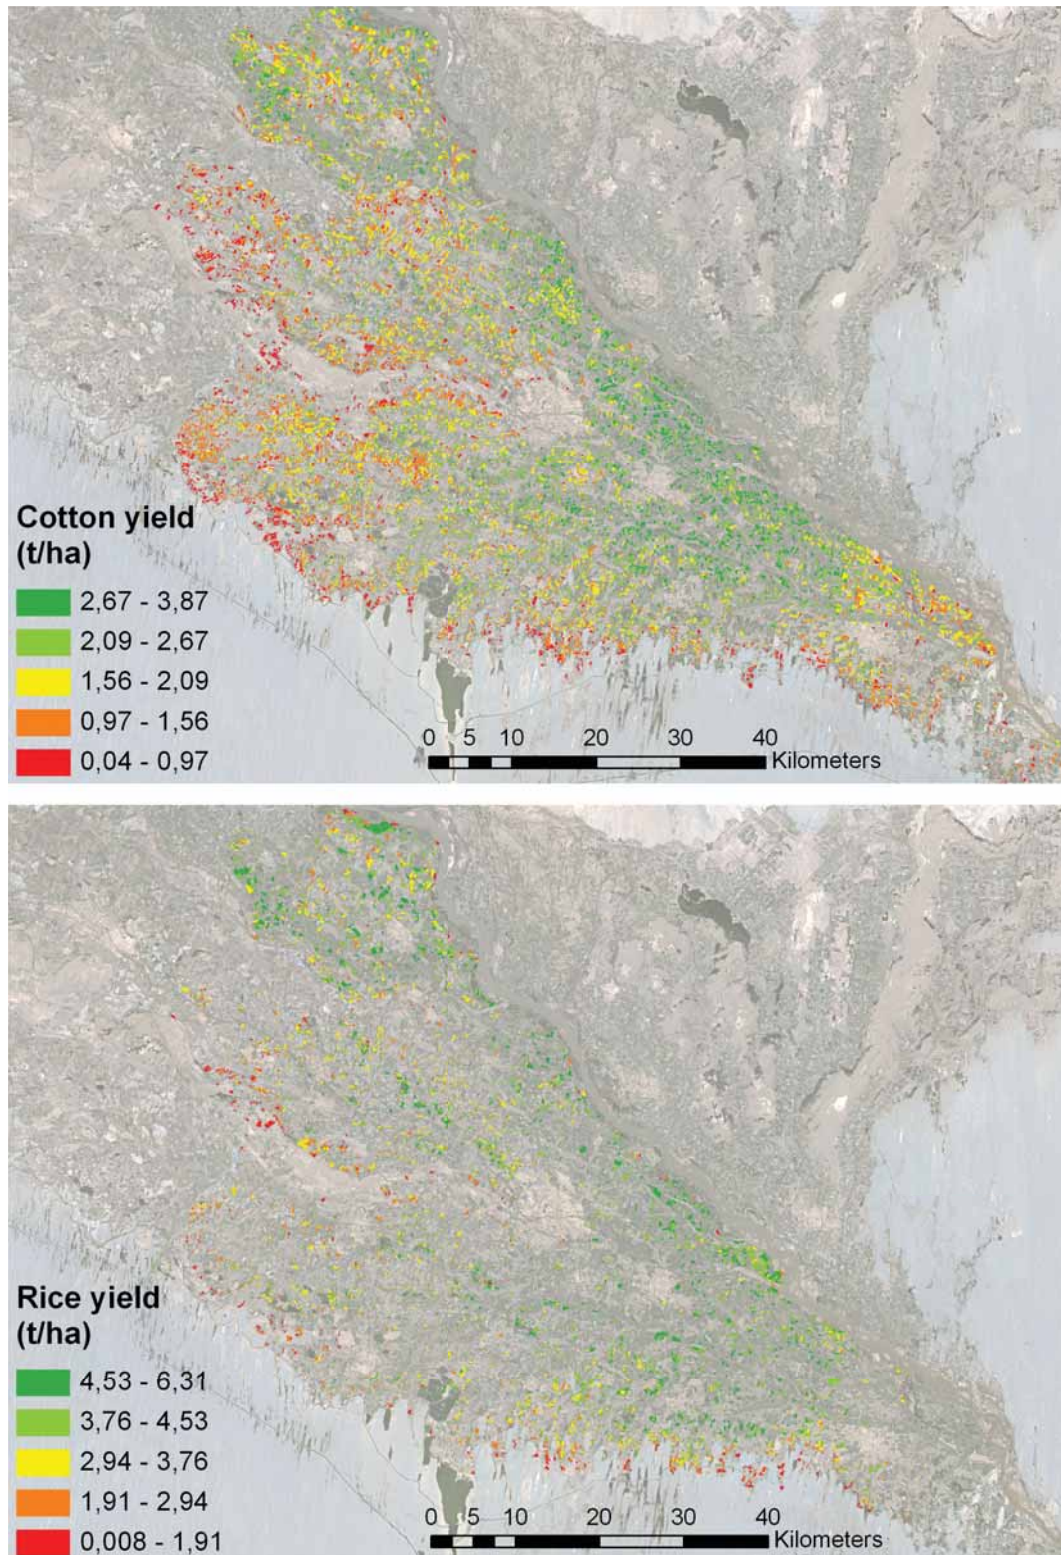 Cotton yield
(t/ha)
2,67 - 3,87
2,09 - 2,67
1,56 - 2,09
0,97 - 1,56
0,04 - 0,97
0 5 10 20 30 40
Kilometers
Rice yield
(t/ha)
4,53 - 6,31
3,76 - 4,53
2,94 - 3,76
1,91 - 2,94
0,008 - 1,91
0 5 10 20 30 40
Kilometers